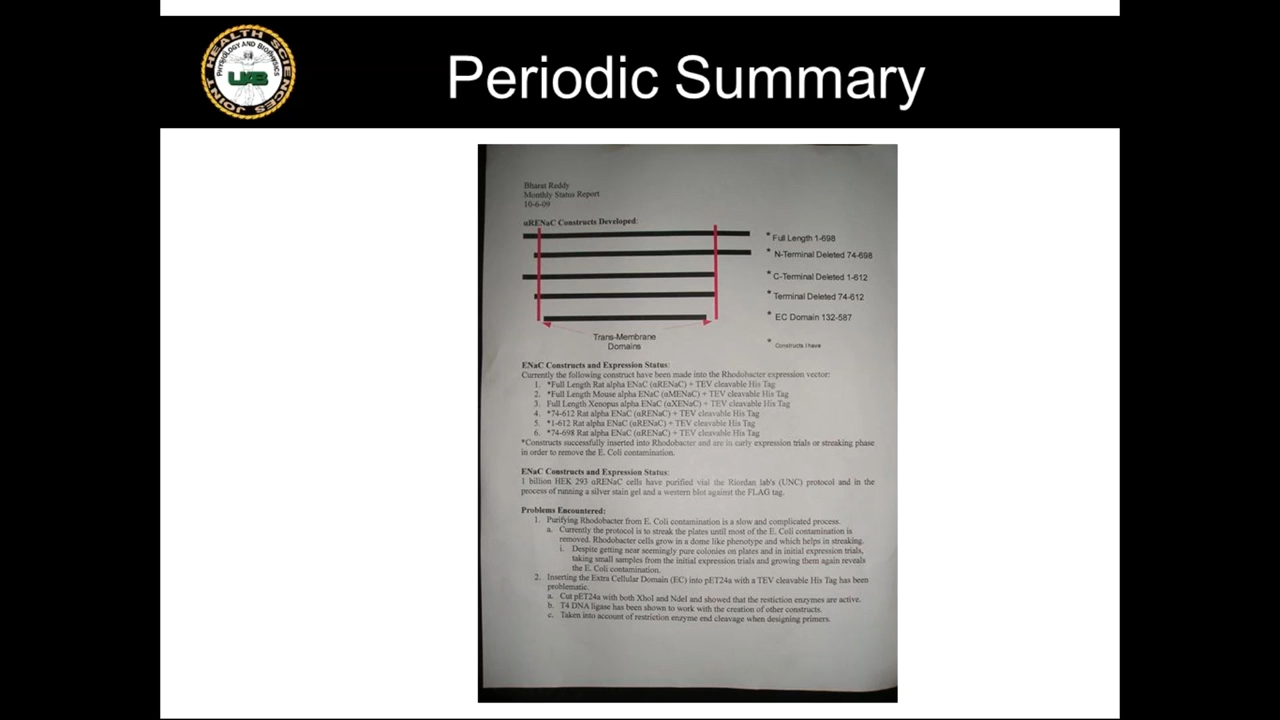 JOINT HEALTH SCIENCES
PHYSIOLOGY AND BIOPHYSICS
UAB
Periodic Summary
Bharat Reddy
Monthly Status Report
10-6-09
αRENaC Constructs Developed:
* Full Length 1-698
* N-Terminal Deleted 74-698
* C-Terminal Deleted 1-612
* Terminal Deleted 74-612
* EC Domain 132-587
Trans-Membrane
Domains
* Constructs I have
ENaC Constructs and Expression Status:
Currently the following construct have been made into the Rhodobacter expression vector:
1. *Full Length Rat alpha ENaC (αRENaC) + TEV cleavable His Tag
2. *Full Length Mouse alpha ENaC (αMENaC) + TEV cleavable His Tag
3. Full Length Xenopus alpha ENaC (αXENaC) + TEV cleavable His Tag
4. *74-612 Rat alpha ENaC (αRENaC) + TEV cleavable His Tag
5. *1-612 Rat alpha ENaC (αRENaC) + TEV cleavable His Tag
6. *74-698 Rat alpha ENaC (αRENaC) + TEV cleavable His Tag
*Constructs successfully inserted into Rhodobacter and are in early expression trials or streaking phase
in order to remove the E. Coli contamination.
ENaC Constructs and Expression Status:
1 billion HEK 293 αRENaC cells have purified vial the Riordan lab's (UNC) protocol and in the
process of running a silver stain gel and a western blot against the FLAG tag.
Problems Encountered:
1. Purifying Rhodobacter from E. Coli contamination is a slow and complicated process.
a. Currently the protocol is to streak the plates until most of the E. Coli contamination is
removed. Rhodobacter cells grow in a dome like phenotype and which helps in streaking.
i. Despite getting near seemingly pure colonies on plates and in initial expression trials,
taking small samples from the initial expression trials and growing them again reveals
the E. Coli contamination.
2. Inserting the Extra Cellular Domain (EC) into pET24a with a TEV cleavable His Tag has been
problematic.
a. Cut pET24a with both XhoI and NdeI and showed that the restiction enzymes are active.
b. T4 DNA ligase has been shown to work with the creation of other constructs.
c. Taken into account of restriction enzyme end cleavage when designing primers.